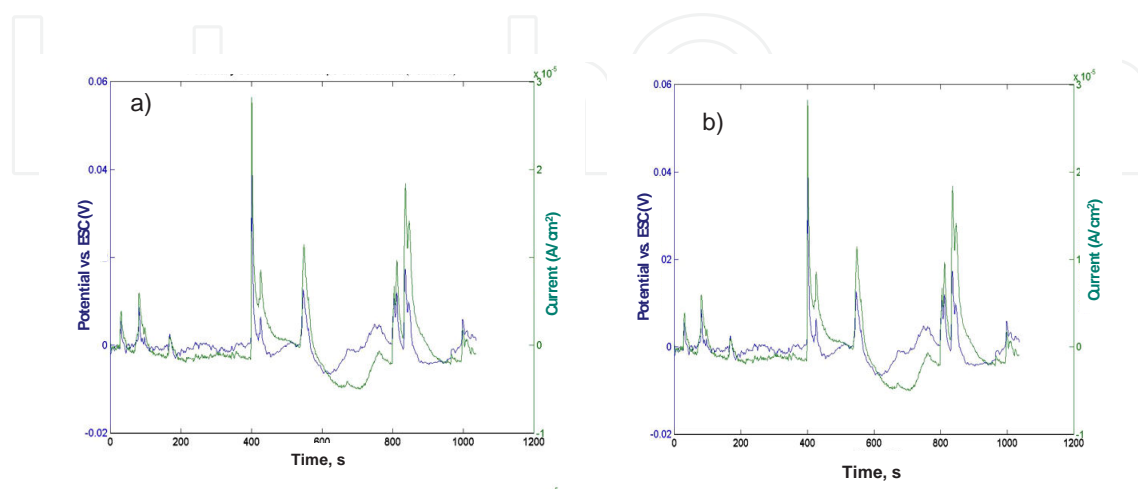 x 10⁻⁵
0.06
3
a)
0.04
2
0.02
1
0
0
-0.02
-1
Potential vs. ESC(V)
Current (A/cm²)
0 200 400 600 800 1000 1200
Time, s
x 10⁻⁵
0.06
3
b)
0.04
2
02
1
0
0
-0.02
-1
Potential vs. ESC(V)
Current (A/cm²)
0 200 400 600 800 1000 1200
Time, s